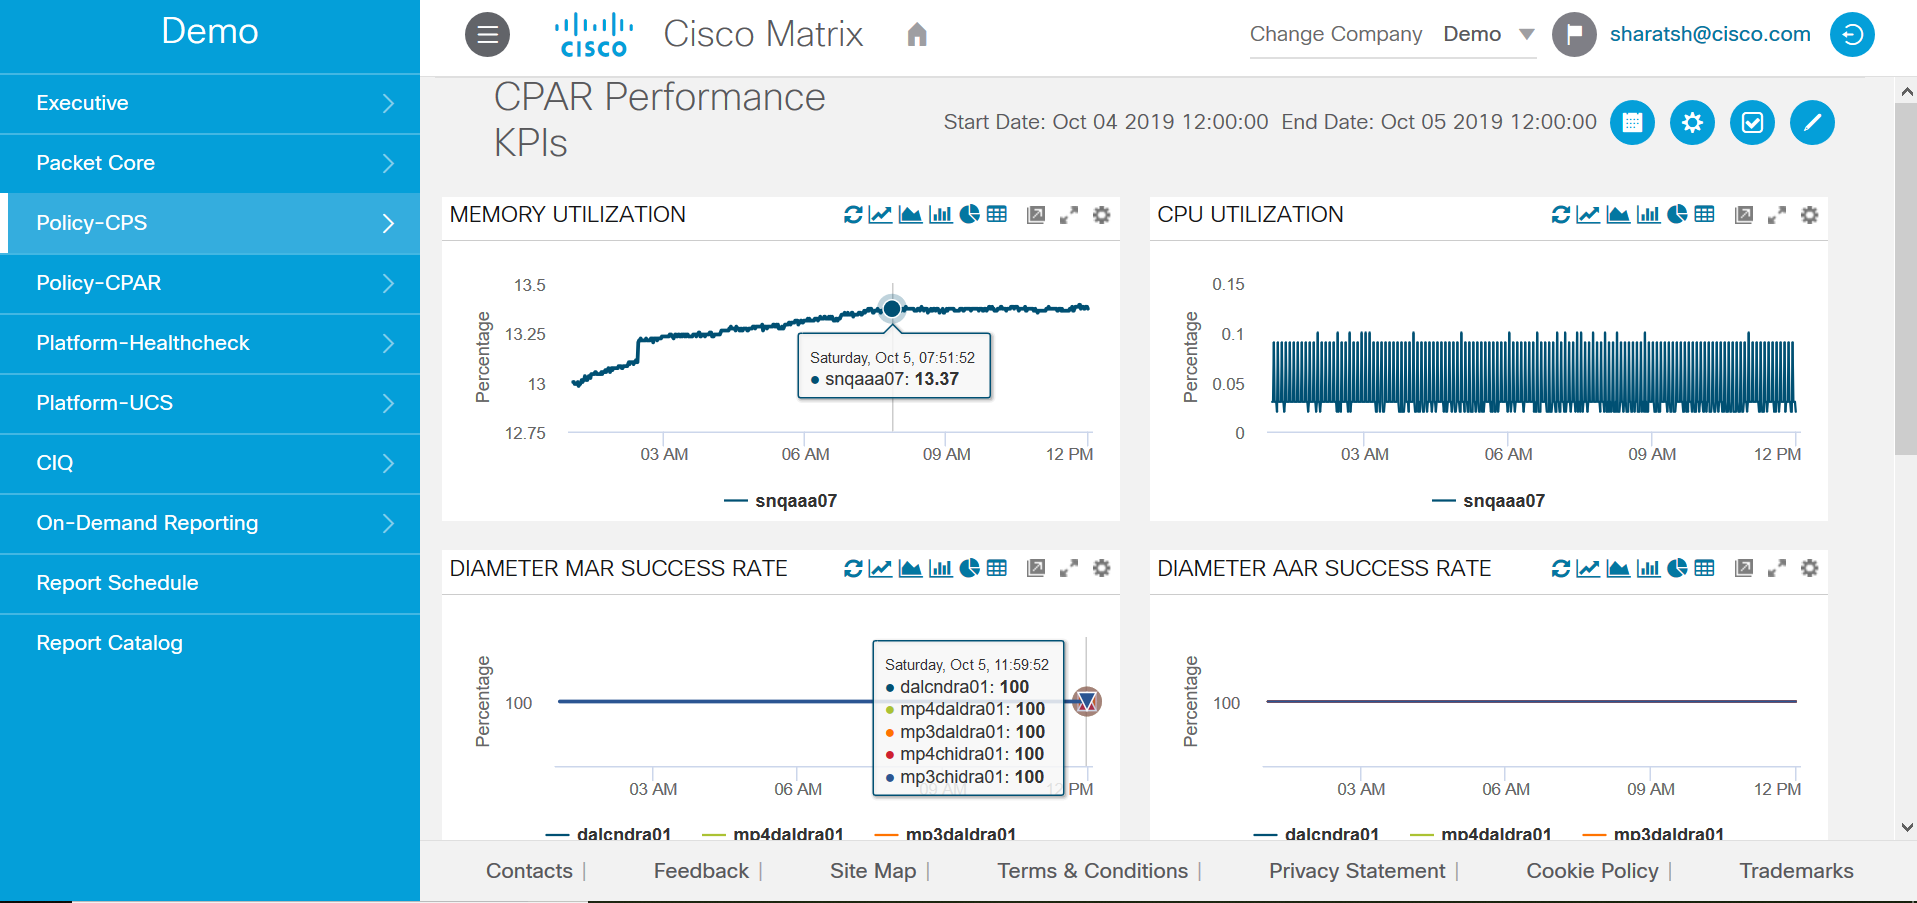 Demo
Executive
Packet Core
Policy-CPS
Policy-CPAR
Platform-Healthcheck
Platform-UCS
CIQ
On-Demand Reporting
Report Schedule
Report Catalog
CISCO
Cisco Matrix
Change Company Demo
sharatsh@cisco.com
CPAR Performance
KPIs
Start Date: Oct 04 2019 12:00:00 End Date: Oct 05 2019 12:00:00
MEMORY UTILIZATION
Percentage
13.5
13.25
13
12.75
Saturday, Oct 5, 07:51:52
snqaaa07: 13.37
03 AM 06 AM 09 AM 12 PM
snqaaa07
CPU UTILIZATION
Percentage
0.15
0.1
0.05
0
03 AM 06 AM 09 AM 12 PM
snqaaa07
DIAMETER MAR SUCCESS RATE
Percentage
100
Saturday, Oct 5, 11:59:52
dalcndra01: 100
mp4daldra01: 100
mp3daldra01: 100
mp4chidra01: 100
mp3chidra01: 100
03 AM 06 AM 09 AM 12 PM
dalcndra01 mp4daldra01 mp3daldra01
DIAMETER AAR SUCCESS RATE
Percentage
100
03 AM 06 AM 09 AM 12 PM
dalcndra01 mp4daldra01 mp3daldra01
Contacts | Feedback | Site Map | Terms & Conditions | Privacy Statement | Cookie Policy | Trademarks